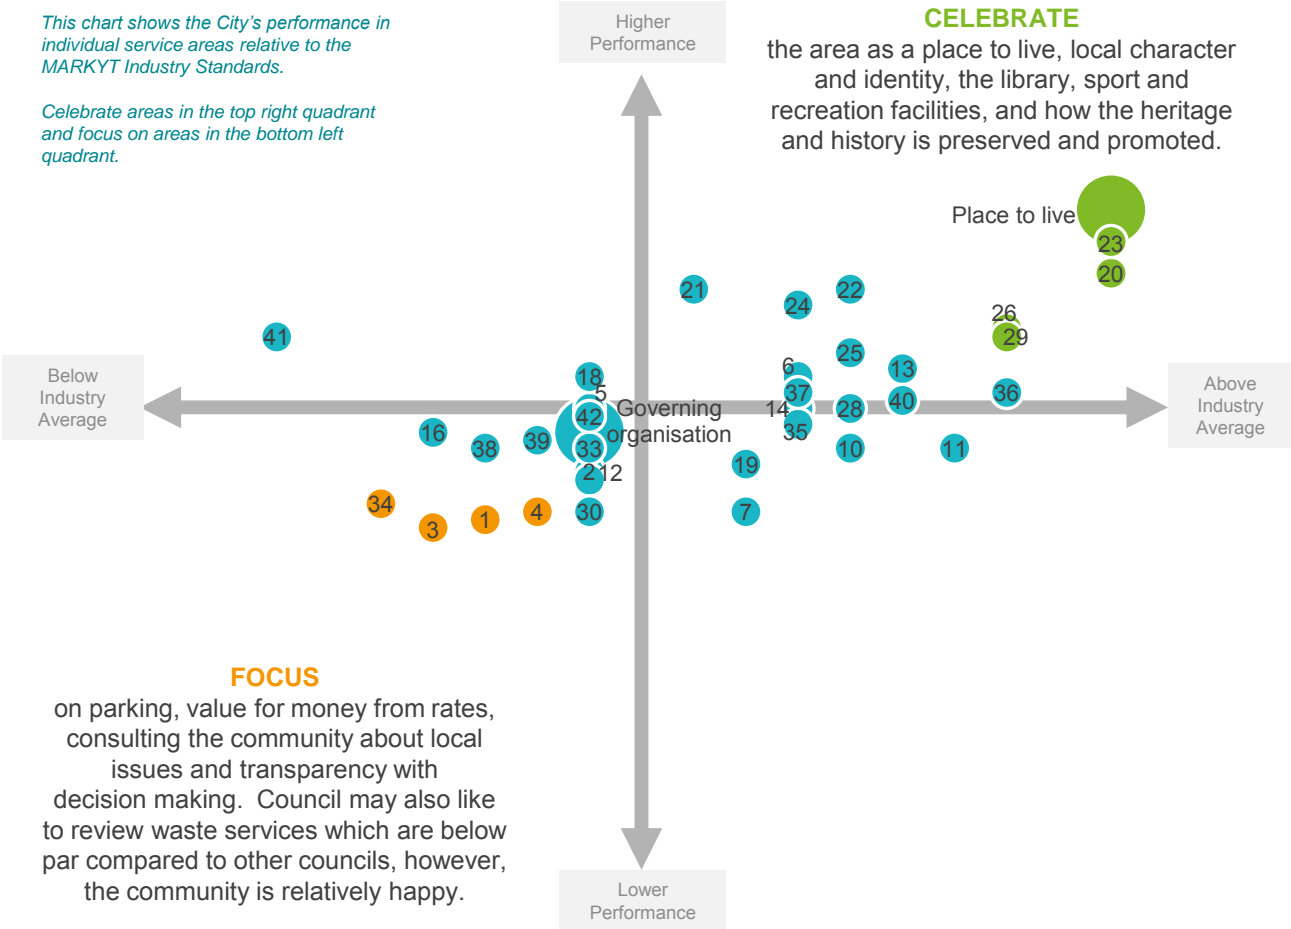 This chart shows the City's performance in
individual service areas relative to the
MARKYT Industry Standards.
Celebrate areas in the top right quadrant
and focus on areas in the bottom left
quadrant.
Higher
Performance
CELEBRATE
the area as a place to live, local character
and identity, the library, sport and
recreation facilities, and how the heritage
and history is preserved and promoted.
Place to live
23
20
21
22
24
26
29
41
25
6
13
18
5
37
36
40
Below
Industry
Average
Above
Industry
Average
42
Governing
organisation
14
28
35
16
38
39
33
10
11
2
12
19
34
3
1
4
30
7
FOCUS
on parking, value for money from rates,
consulting the community about local
issues and transparency with
decision making.  Council may also like
to review waste services which are below
par compared to other councils, however,
the community is relatively happy.
Lower
Performance